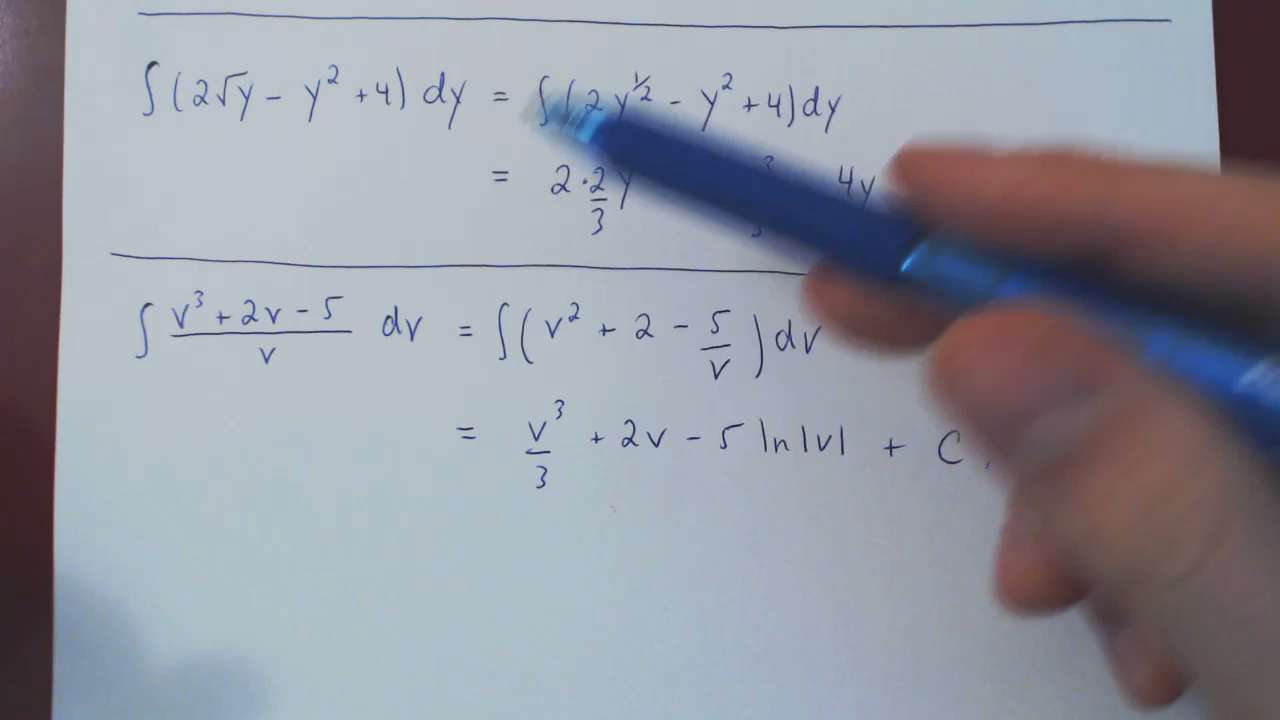 ∫(2√y − y² + 4) dy = ∫(2y^{1/2} − y² + 4) dy
= 2 · 2/3 y 3 4y
∫ (v³ + 2v − 5)/v dv = ∫(v² + 2 − 5/v) dv
= v³/3 + 2v − 5 ln|v| + C.